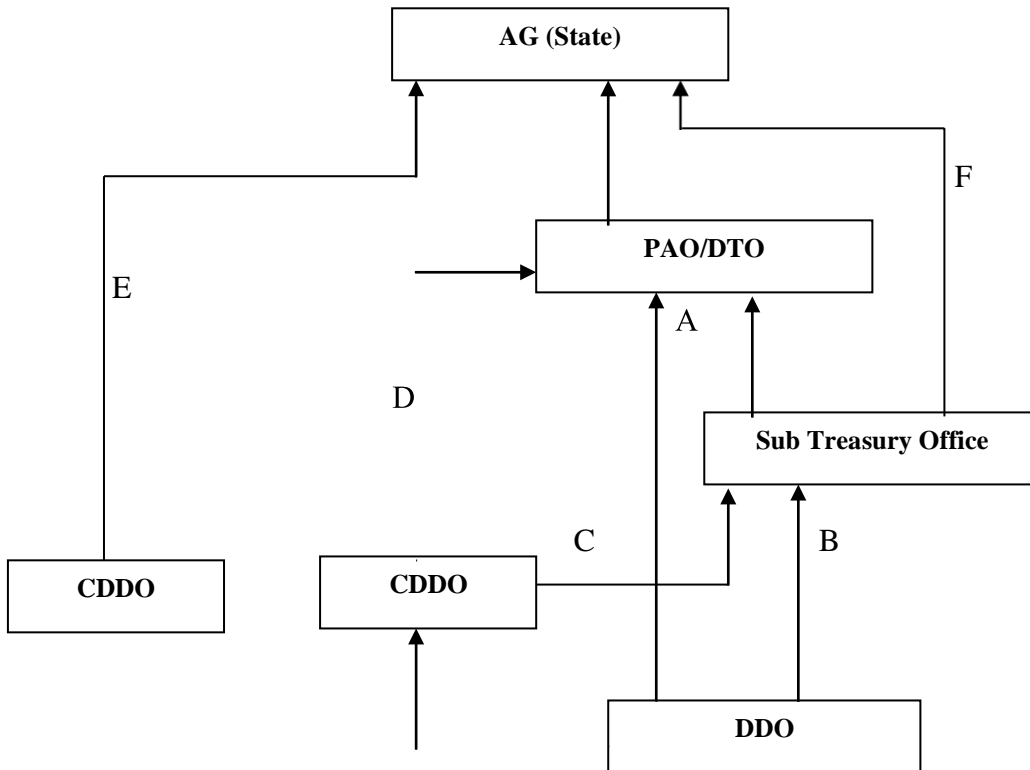 AG (State)
F
PAO/DTO
E
A
D
Sub Treasury Office
C
B
CDDO
CDDO
DDO